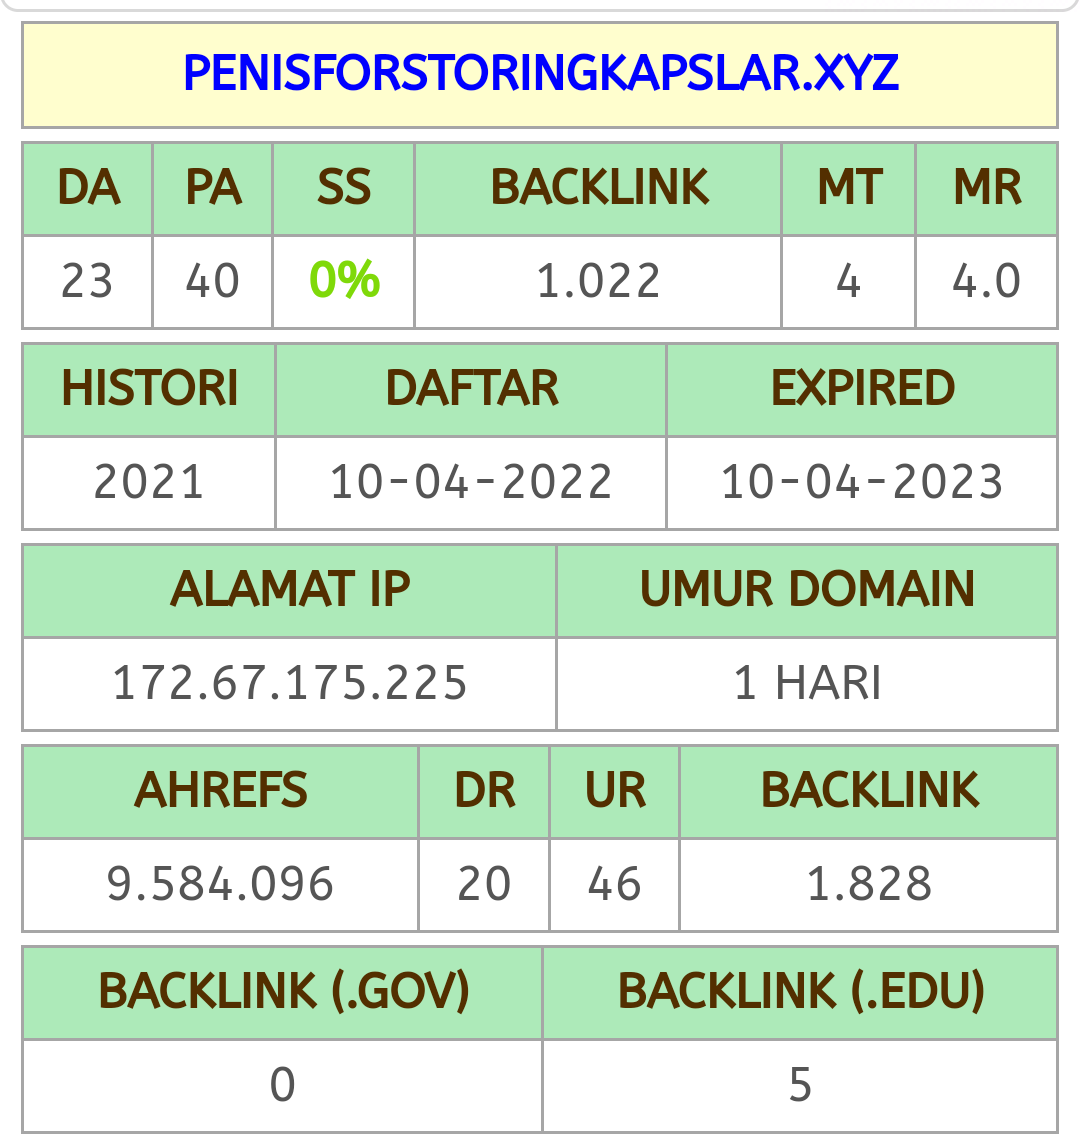 PENISFORSTORINGKAPSLAR.XYZ
DA PA SS BACKLINK MT MR
23 40 0% 1.022 4 4.0
HISTORI DAFTAR EXPIRED
2021 10-04-2022 10-04-2023
ALAMAT IP UMUR DOMAIN
172.67.175.225 1 HARI
AHREFS DR UR BACKLINK
9.584.096 20 46 1.828
BACKLINK (.GOV) BACKLINK (.EDU)
0 5